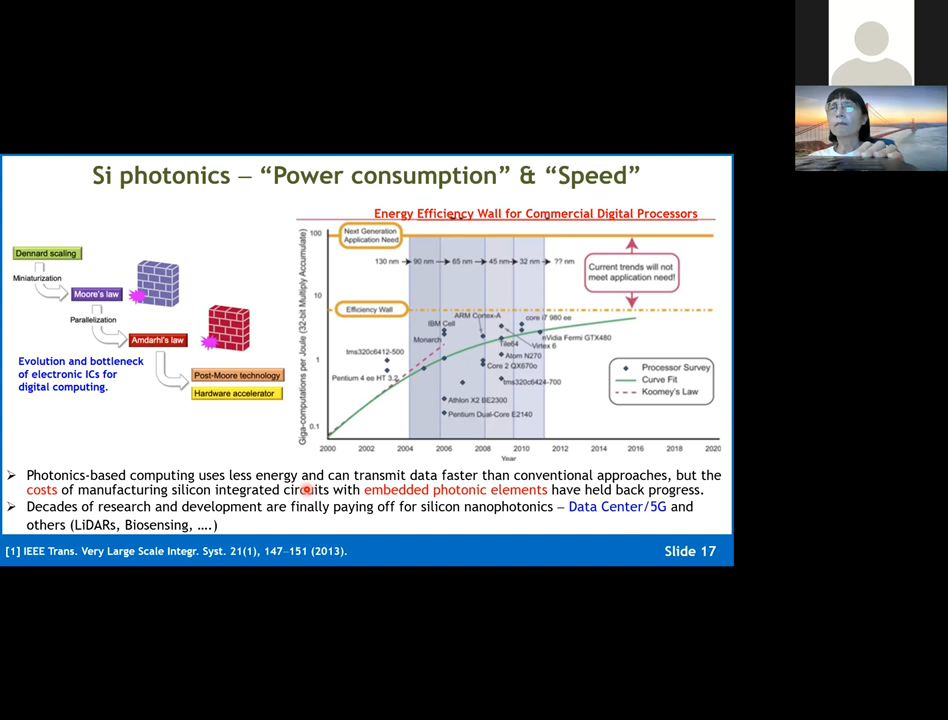 Si photonics – “Power consumption” & “Speed”
Energy Efficiency Wall for Commercial Digital Processors
Dennard scaling
Miniaturization
Moore's law
Parallelization
Amdarhl's law
Post-Moore technology
Hardware accelerator
Evolution and bottleneck
of electronic ICs for
digital computing.
Giga-computations per Joule (32-bit Multiply Accumulate)
100
10
1
0.1
Next Generation
Application Need
130 nm → 90 nm → 65 nm → 45 nm → 32 nm → ?? nm
Current trends will not
meet application need!
Efficiency Wall
ARM Cortex-A
core i7 980 ee
IBM Cell
Monarch
Tile64
Virtex 6
nVidia Fermi GTX480
tms320c6412-500
Atom N270
Core 2 QX670o
Pentium 4 ee HT 3.2
tms320c6424-700
Athlon X2 BE2300
Pentium Dual-Core E2140
Processor Survey
Curve Fit
Koomey's Law
2000 2002 2004 2006 2008 2010 2012 2014 2016 2018 2020
Year
➢ Photonics-based computing uses less energy and can transmit data faster than conventional approaches, but the
costs of manufacturing silicon integrated circuits with embedded photonic elements have held back progress.
➢ Decades of research and development are finally paying off for silicon nanophotonics – Data Center/5G and
others (LiDARs, Biosensing, ….)
[1] IEEE Trans. Very Large Scale Integr. Syst. 21(1), 147–151 (2013).
Slide 17